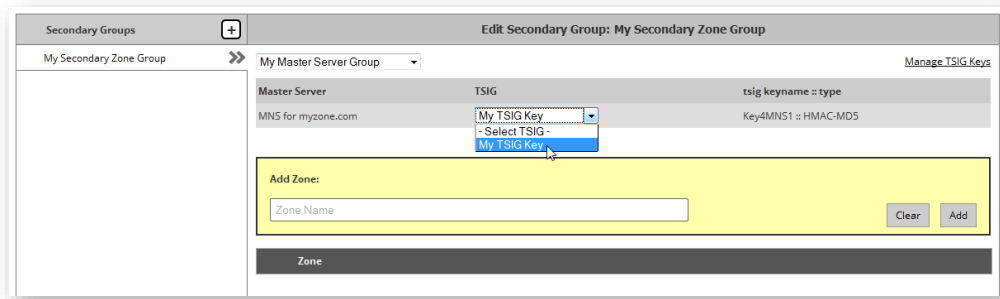 Secondary Groups
+
Edit Secondary Group: My Secondary Zone Group
My Secondary Zone Group
My Master Server Group
Manage TSIG Keys
Master Server TSIG tsig keyname :: type
MNS for myzone.com My TSIG Key Key4MNS1 :: HMAC-MD5
- Select TSIG -
My TSIG Key
Add Zone:
Zone Name
Clear Add
Zone